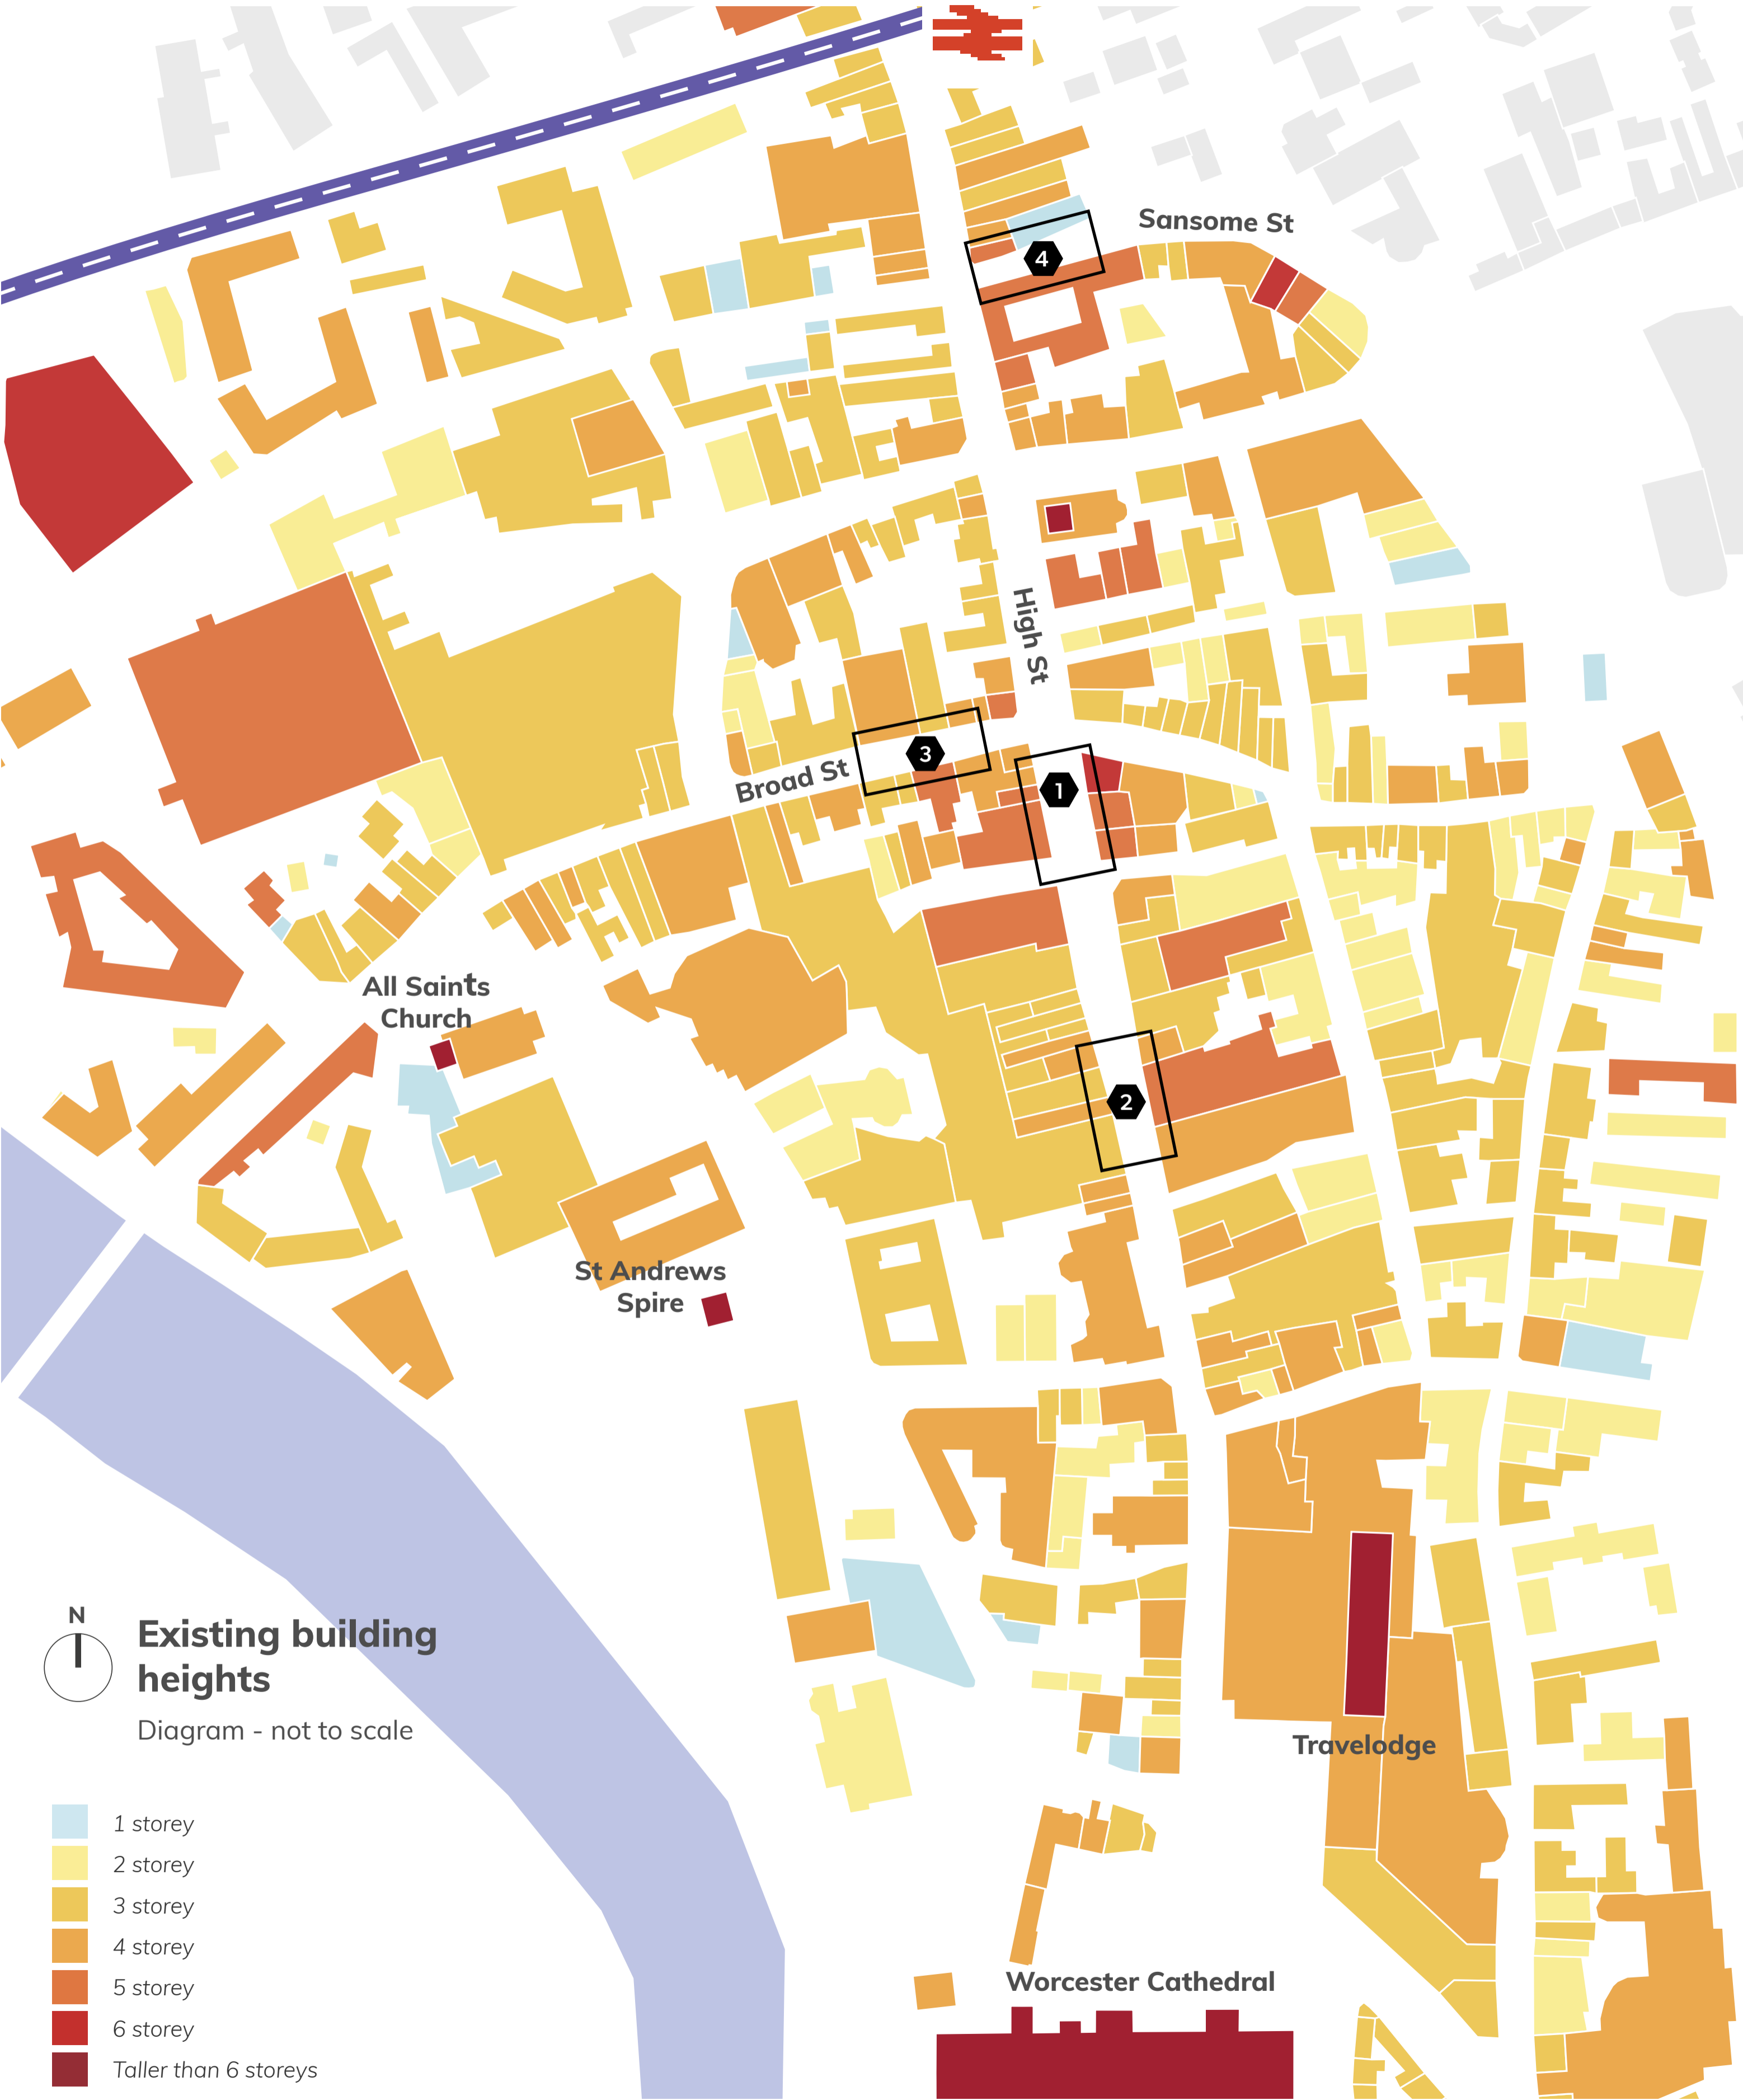 Sansome St
4
High St
3
Broad St
1
All Saints
Church
2
St Andrews
Spire
N
Existing building
heights
Diagram - not to scale
Travelodge
1 storey
2 storey
3 storey
4 storey
5 storey
6 storey
Taller than 6 storeys
Worcester Cathedral